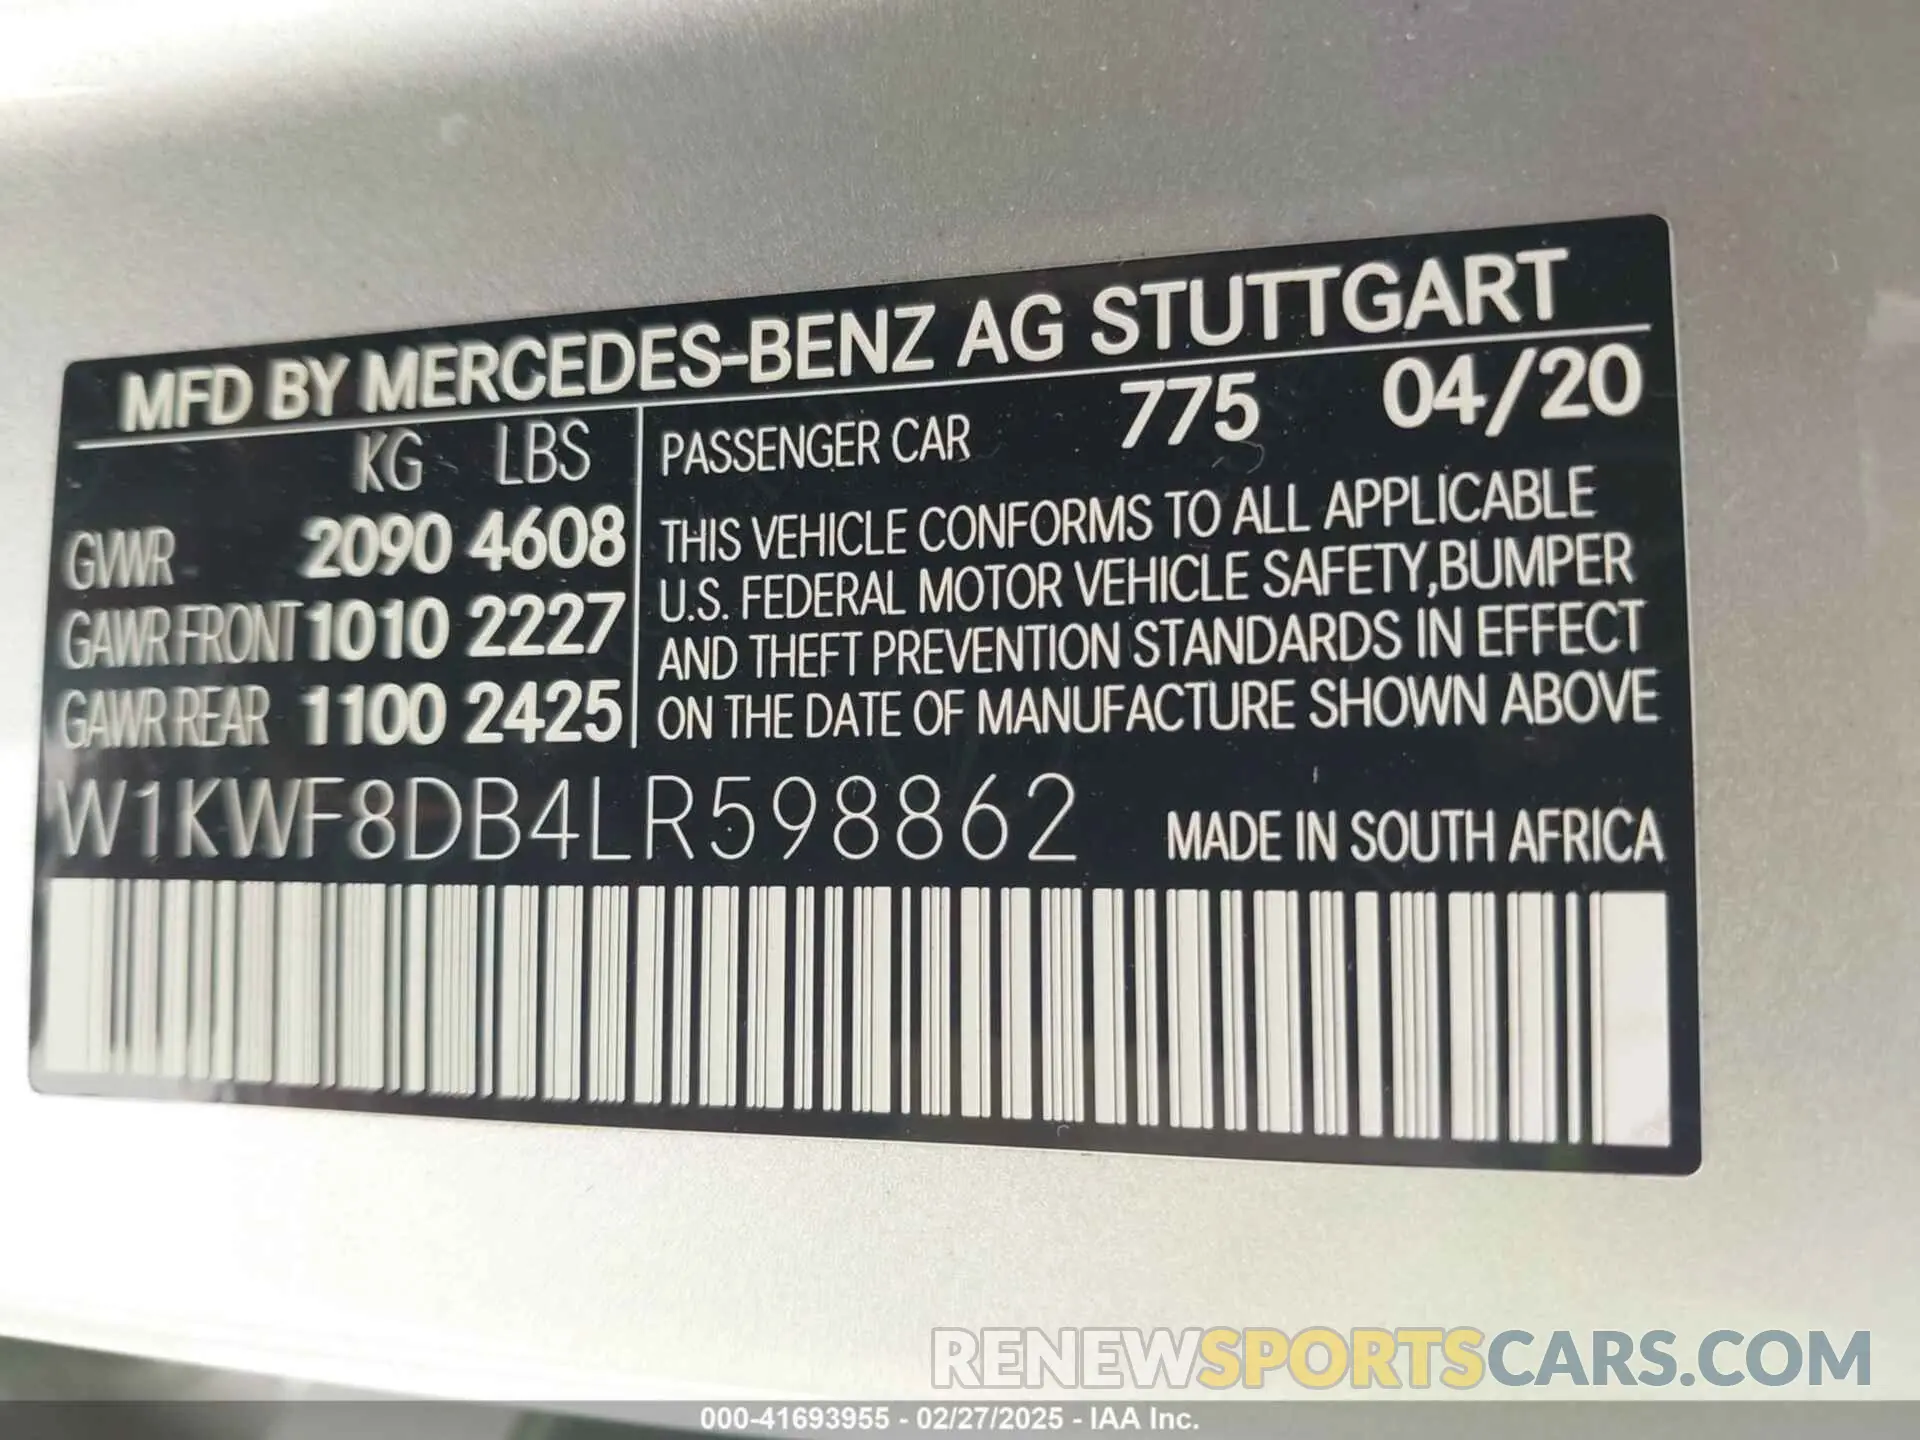 MFD BY MERCEDES-BENZ AG STUTTGART
KG LBS
GVWR 2090 4608
GAWR FRONT 1010 2227
GAWR REAR 1100 2425
PASSENGER CAR 775 04/20
THIS VEHICLE CONFORMS TO ALL APPLICABLE
U.S. FEDERAL MOTOR VEHICLE SAFETY,BUMPER
AND THEFT PREVENTION STANDARDS IN EFFECT
ON THE DATE OF MANUFACTURE SHOWN ABOVE
W1KWF8DB4LR598862 MADE IN SOUTH AFRICA
RENEWSPORTSCARS.COM
000-41693955 - 02/27/2025 - IAA Inc.